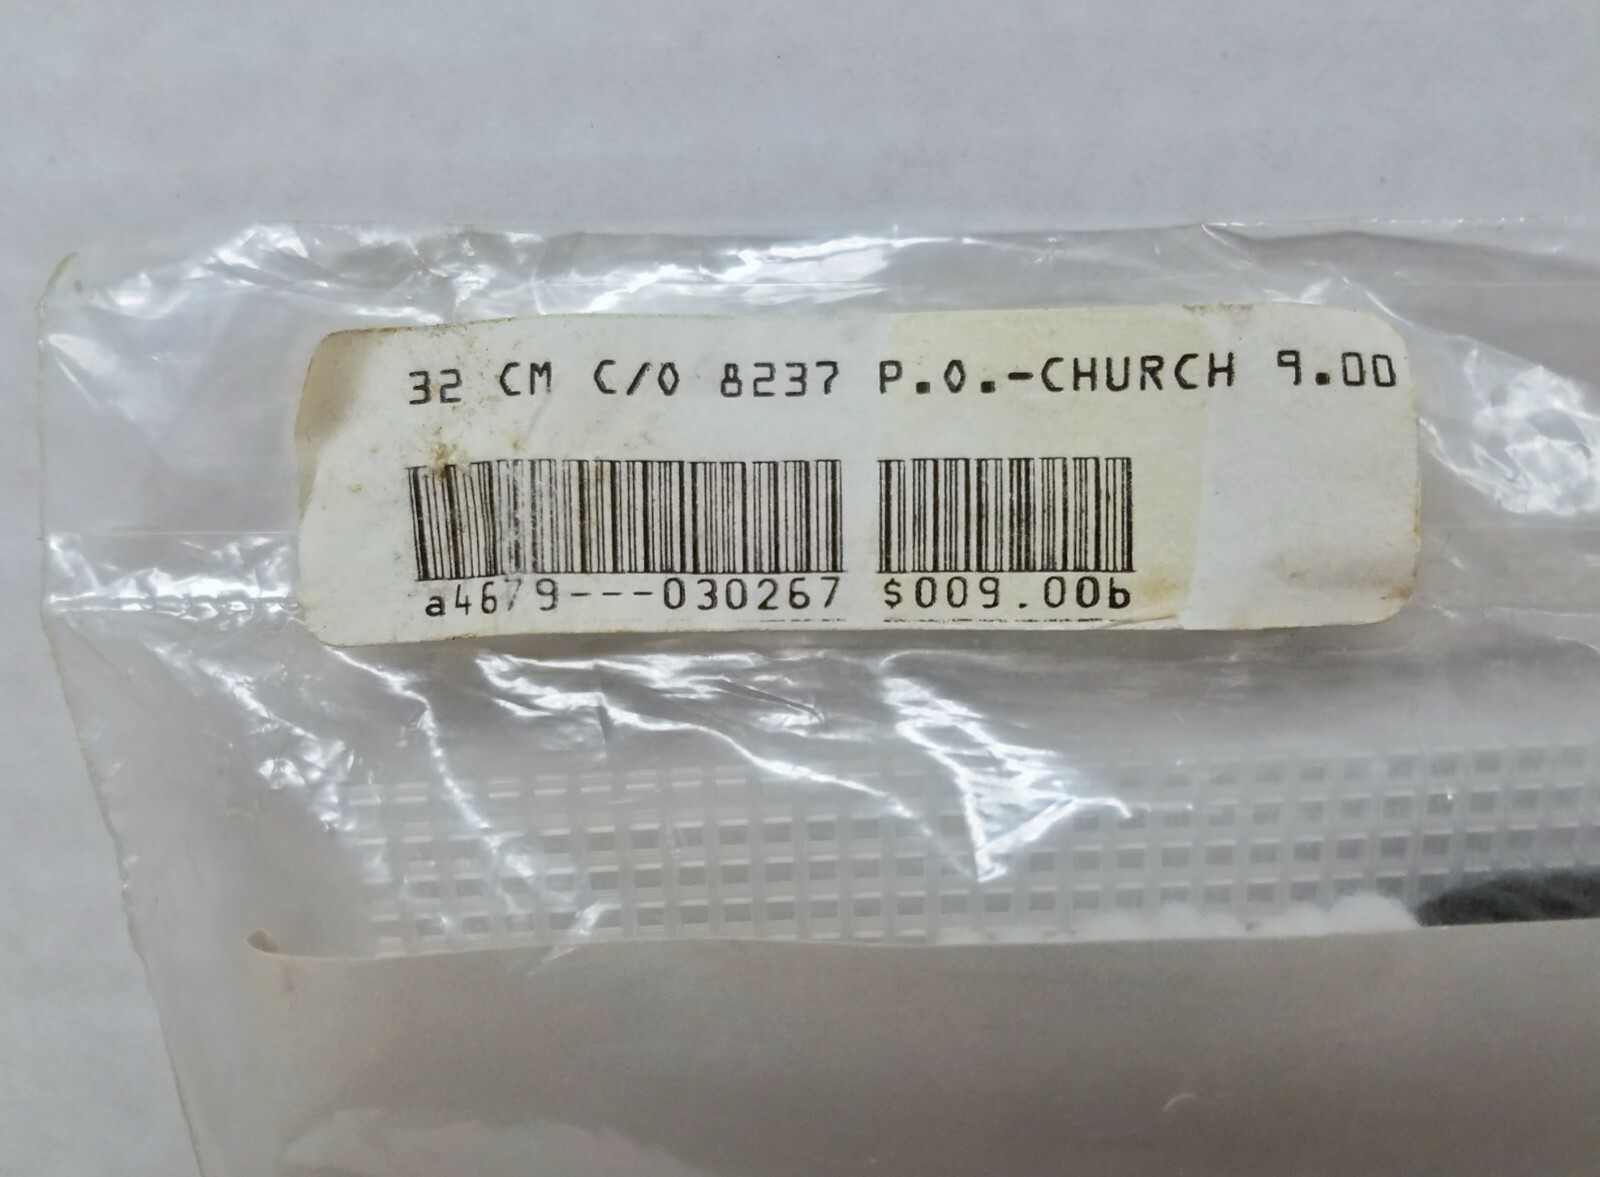 32 CM C/O 8237 P.O.-CHURCH 9.00
a4679---030267 $009.00b